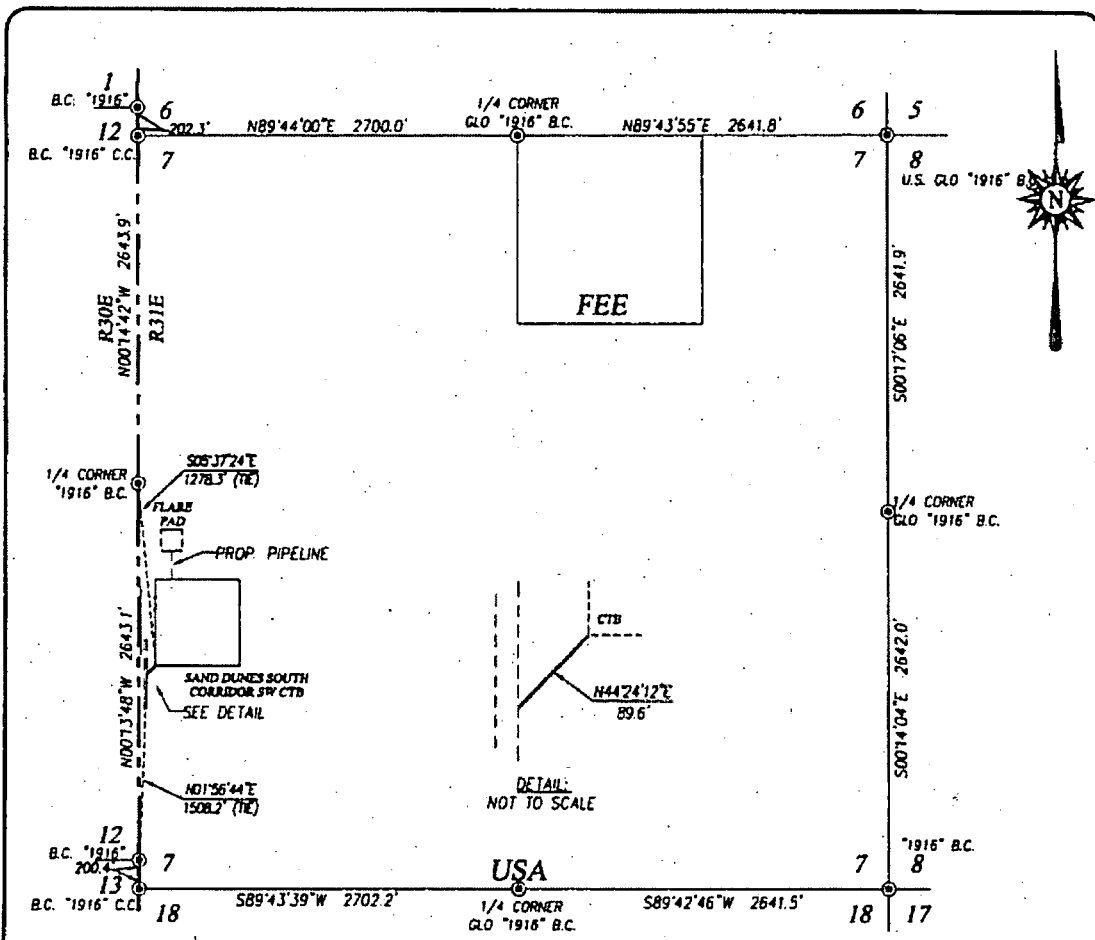 1
B.C. "1916"
6
202.3'
12
B.C. "1916" C.C.
7
N89°44'00"E 2700.0'
1/4 CORNER
GLO "1916" B.C.
N89°43'55"E 2641.8'
6
5
7
8
U.S. GLO "1916" B.C.
N
R30E
N00°14'42"W 2643.9'
R31E
FEE
S00°17'06"E 2641.9'
1/4 CORNER
"1916" B.C.
S05°37'24"E
1278.3' (TIE)
FLARE
PAD
PROP. PIPELINE
1/4 CORNER
GLO "1916" B.C.
N00°13'48"W 2643.1'
SAND DUNES SOUTH
CORRIDOR SW CTB
SEE DETAIL
CTB
N44°24'12"E
89.6'
DETAIL:
NOT TO SCALE
S00°14'04"E 2642.0'
N01°56'44"E
1508.2' (TIE)
12
B.C. "1916"
7
200.4'
13
B.C. "1916" C.C.
18
S89°43'39"W 2702.2'
USA
1/4 CORNER
GLO "1916" B.C.
S89°42'46"W 2641.5'
"1916" B.C.
7
8
18
17